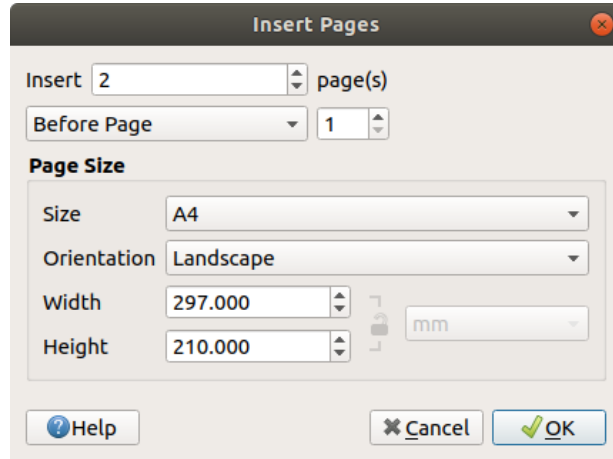 Insert Pages
Insert 2 page(s)
Before Page 1
Page Size
Size A4
Orientation Landscape
Width 297.000
mm
Height 210.000
Help Cancel OK